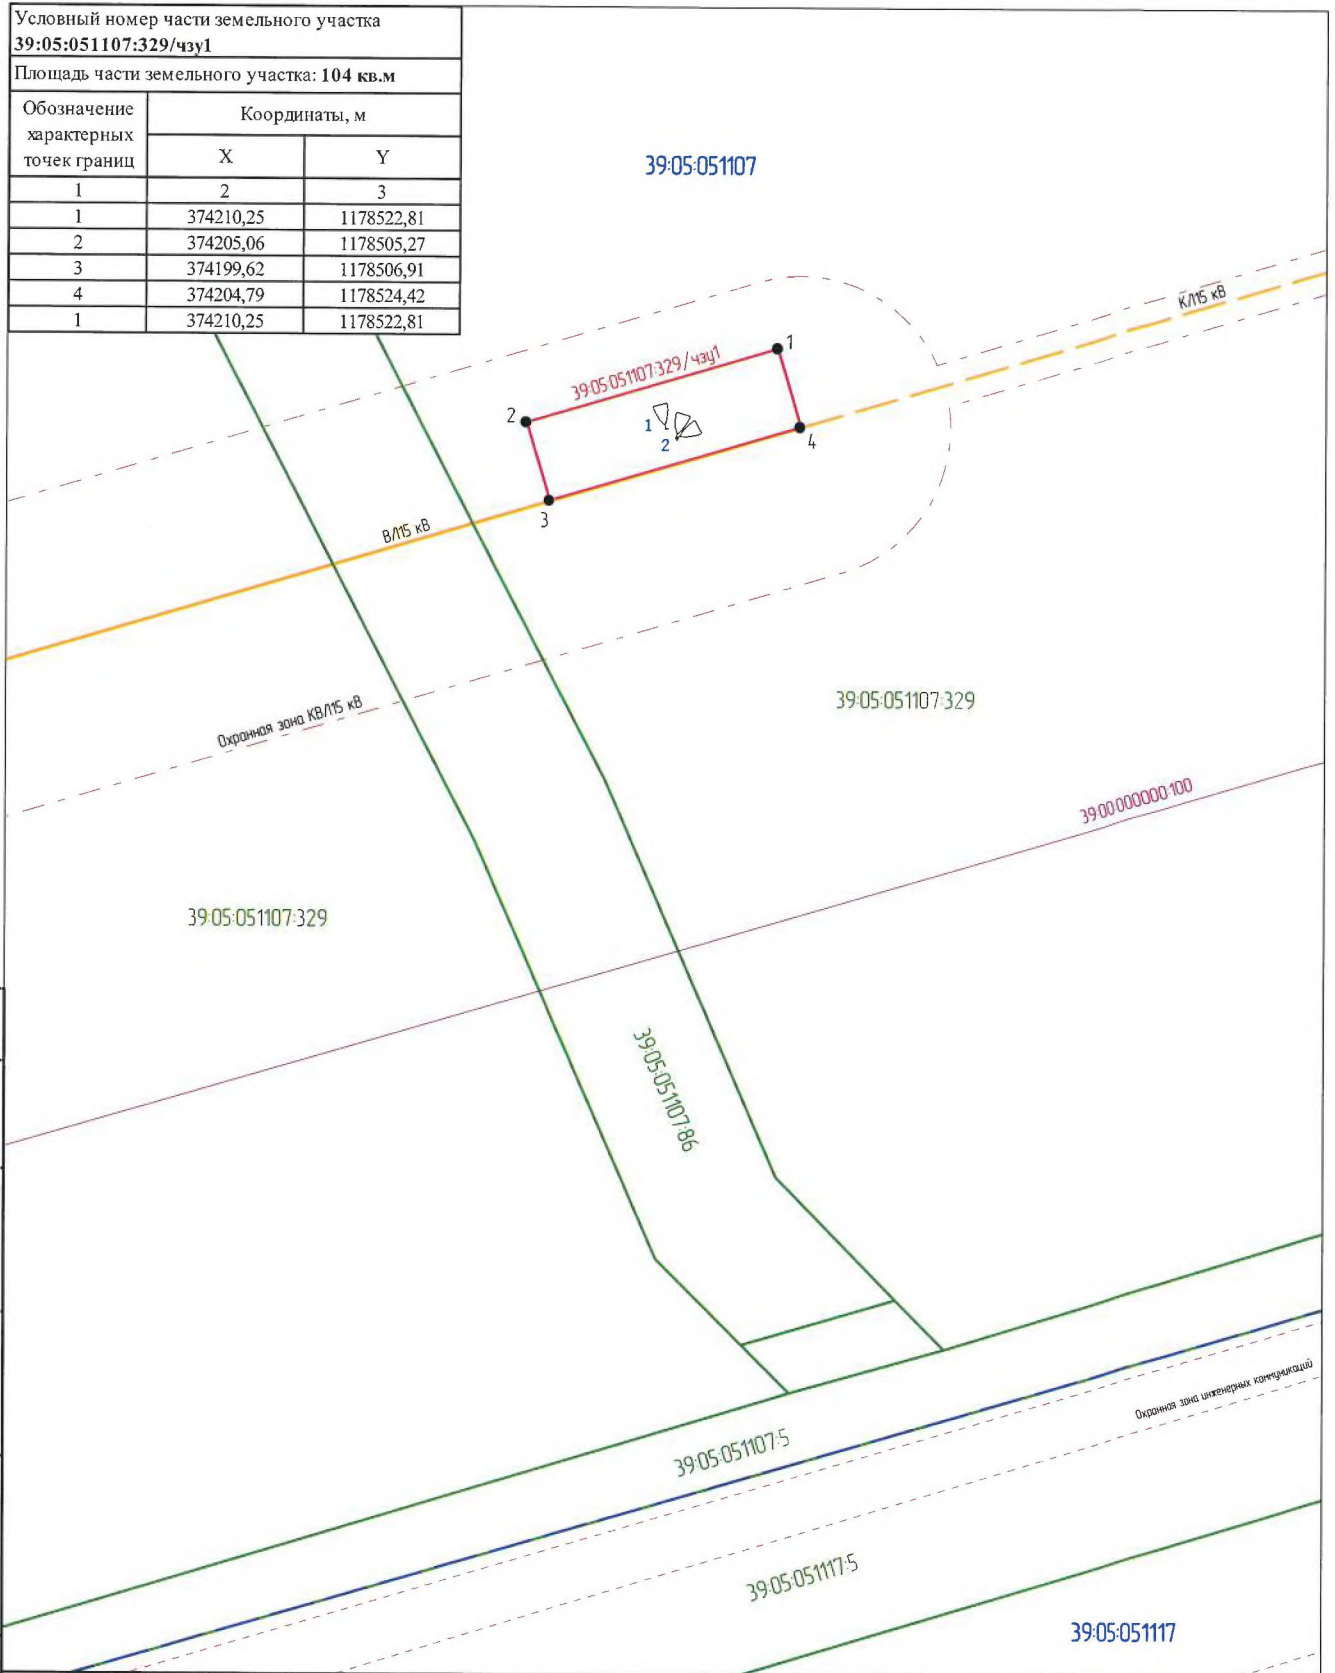 Условный номер части земельного участка
39:05:051107:329/чзу1
Площадь части земельного участка: 104 кв.м
Обозначение характерных точек границ
Координаты, м
X Y
1 2 3
1 374210,25 1178522,81
2 374205,06 1178505,27
3 374199,62 1178506,91
4 374204,79 1178524,42
1 374210,25 1178522,81
39:05:051107
КЛ15 кВ
1
39:05:051107:329/чзу1
2
1
2
4
3
ВЛ15 кВ
39:05:051107:329
Охранная зона КВЛ15 кВ
39:00:000000:100
39:05:051107:329
39:05:051107:86
Охранная зона инженерных коммуникаций
39:05:051107:5
39:05:051117:5
39:05:051117